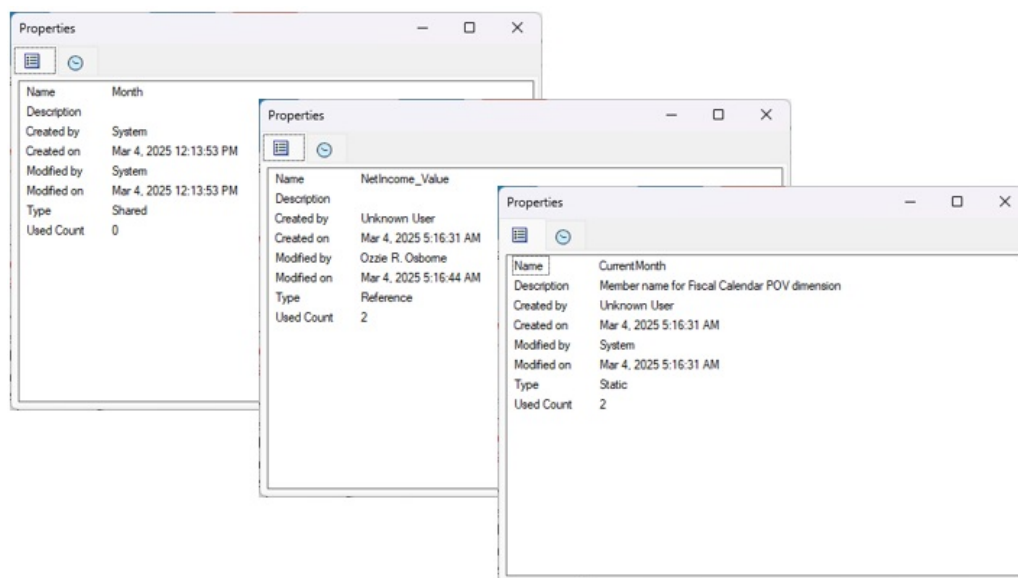 Properties
Name Month
Description
Created by System
Created on Mar 4, 2025 12:13:53 PM
Modified by System
Modified on Mar 4, 2025 12:13:53 PM
Type Shared
Used Count 0
Properties
Name NetIncome_Value
Description
Created by Unknown User
Created on Mar 4, 2025 5:16:31 AM
Modified by Ozzie R. Osborne
Modified on Mar 4, 2025 5:16:44 AM
Type Reference
Used Count 2
Properties
Name CurrentMonth
Description Member name for Fiscal Calendar POV dimension
Created by Unknown User
Created on Mar 4, 2025 5:16:31 AM
Modified by System
Modified on Mar 4, 2025 5:16:31 AM
Type Static
Used Count 2